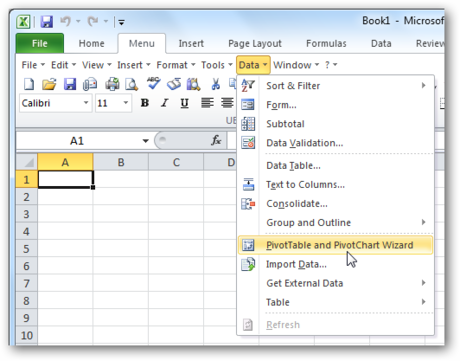 Book1 - Microsof
File Home Menu Insert Page Layout Formulas Data Review
File Edit View Insert Format Tools Data Window ?
Calibri 11 B I U
A1 fx
A B C D
1
2
3
4
5
6
7
8
9
10
Sort & Filter
Form...
Subtotal
Data Validation...
Data Table...
Text to Columns...
Consolidate...
Group and Outline
PivotTable and PivotChart Wizard
Import Data...
Get External Data
Table
Refresh